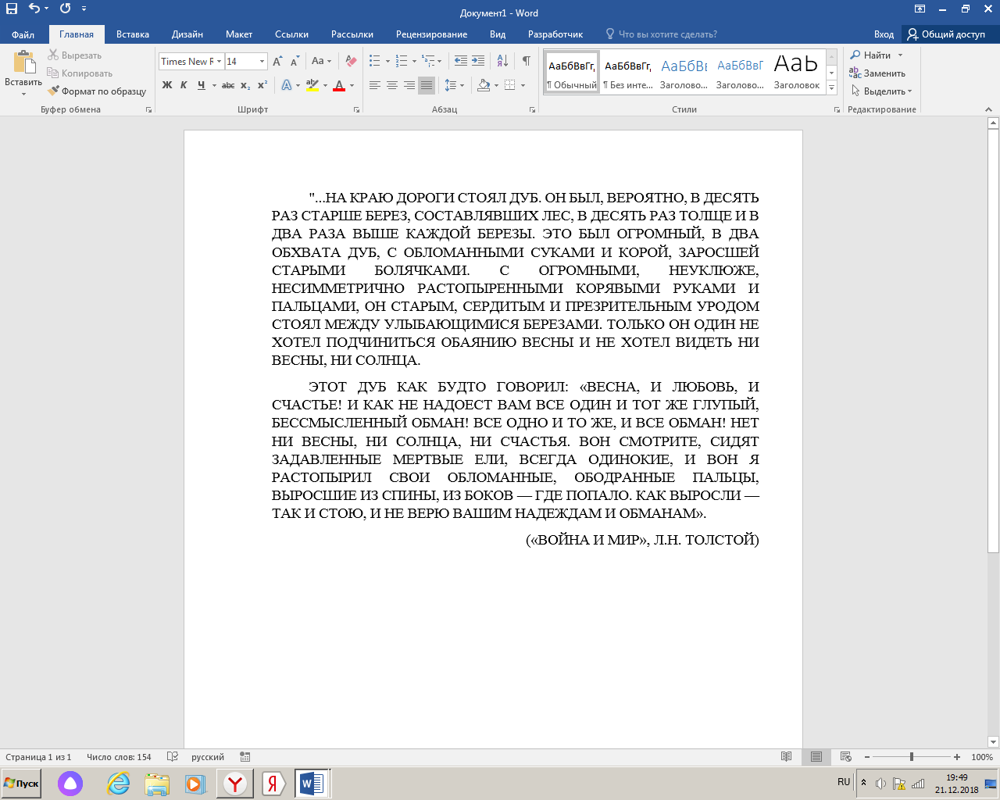 Документ1 - Word
Файл Главная Вставка Дизайн Макет Ссылки Рассылки Рецензирование Вид Разработчик Что вы хотите сделать? Вход Общий доступ
Вставить
Вырезать
Копировать
Формат по образцу
Буфер обмена
Times New R 14
Aa
Ж К Ч abc x₂ x²
Шрифт
Абзац
АаБбВвГг, АаБбВвГг, АаБбВв АаБбВвГ АаБ
¶ Обычный ¶ Без инте... Заголово... Заголово... Заголовок
Стили
Найти
Заменить
Выделить
Редактирование
"...НА КРАЮ ДОРОГИ СТОЯЛ ДУБ. ОН БЫЛ, ВЕРОЯТНО, В ДЕСЯТЬ
РАЗ СТАРШЕ БЕРЕЗ, СОСТАВЛЯВШИХ ЛЕС, В ДЕСЯТЬ РАЗ ТОЛЩЕ И В
ДВА РАЗА ВЫШЕ КАЖДОЙ БЕРЕЗЫ. ЭТО БЫЛ ОГРОМНЫЙ, В ДВА
ОБХВАТА ДУБ, С ОБЛОМАННЫМИ СУКАМИ И КОРОЙ, ЗАРОСШЕЙ
СТАРЫМИ БОЛЯЧКАМИ. С ОГРОМНЫМИ, НЕУКЛЮЖЕ,
НЕСИММЕТРИЧНО РАСТОПЫРЕННЫМИ КОРЯВЫМИ РУКАМИ И
ПАЛЬЦАМИ, ОН СТАРЫМ, СЕРДИТЫМ И ПРЕЗРИТЕЛЬНЫМ УРОДОМ
СТОЯЛ МЕЖДУ УЛЫБАЮЩИМИСЯ БЕРЕЗАМИ. ТОЛЬКО ОН ОДИН НЕ
ХОТЕЛ ПОДЧИНИТЬСЯ ОБАЯНИЮ ВЕСНЫ И НЕ ХОТЕЛ ВИДЕТЬ НИ
ВЕСНЫ, НИ СОЛНЦА.
ЭТОТ ДУБ КАК БУДТО ГОВОРИЛ: «ВЕСНА, И ЛЮБОВЬ, И
СЧАСТЬЕ! И КАК НЕ НАДОЕСТ ВАМ ВСЕ ОДИН И ТОТ ЖЕ ГЛУПЫЙ,
БЕССМЫСЛЕННЫЙ ОБМАН! ВСЕ ОДНО И ТО ЖЕ, И ВСЕ ОБМАН! НЕТ
НИ ВЕСНЫ, НИ СОЛНЦА, НИ СЧАСТЬЯ. ВОН СМОТРИТЕ, СИДЯТ
ЗАДАВЛЕННЫЕ МЕРТВЫЕ ЕЛИ, ВСЕГДА ОДИНОКИЕ, И ВОН Я
РАСТОПЫРИЛ СВОИ ОБЛОМАННЫЕ, ОБОДРАННЫЕ ПАЛЬЦЫ,
ВЫРОСШИЕ ИЗ СПИНЫ, ИЗ БОКОВ — ГДЕ ПОПАЛО. КАК ВЫРОСЛИ —
ТАК И СТОЮ, И НЕ ВЕРЮ ВАШИМ НАДЕЖДАМ И ОБМАНАМ».
(«ВОЙНА И МИР», Л.Н. ТОЛСТОЙ)
Страница 1 из 1 Число слов: 154 русский 100%
Пуск
RU
19:49
21.12.2018